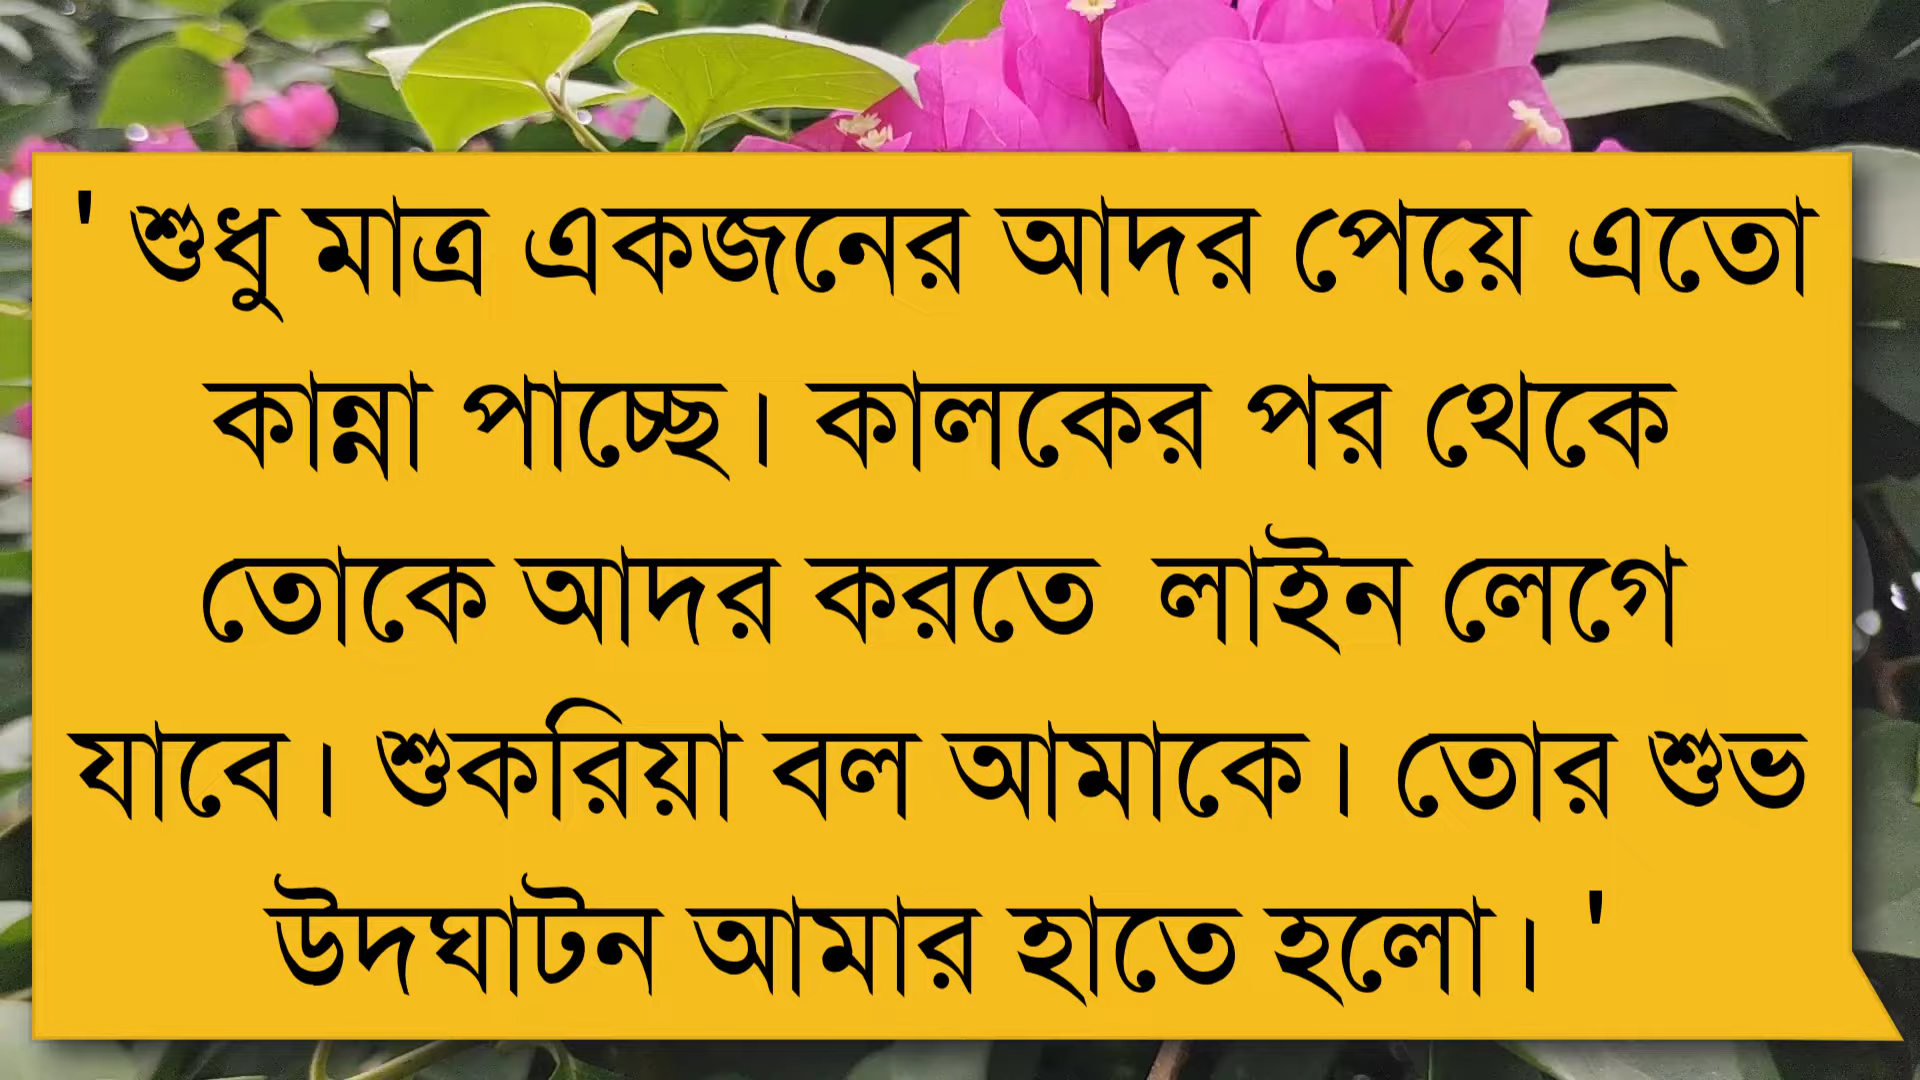 ' শুধু মাত্র একজনের আদর পেয়ে এতো
কান্না পাচ্ছে। কালকের পর থেকে
তোকে আদর করতে লাইন লেগে
যাবে। শুকরিয়া বল আমাকে। তোর শুভ
উদঘাটন আমার হাতে হলো। '